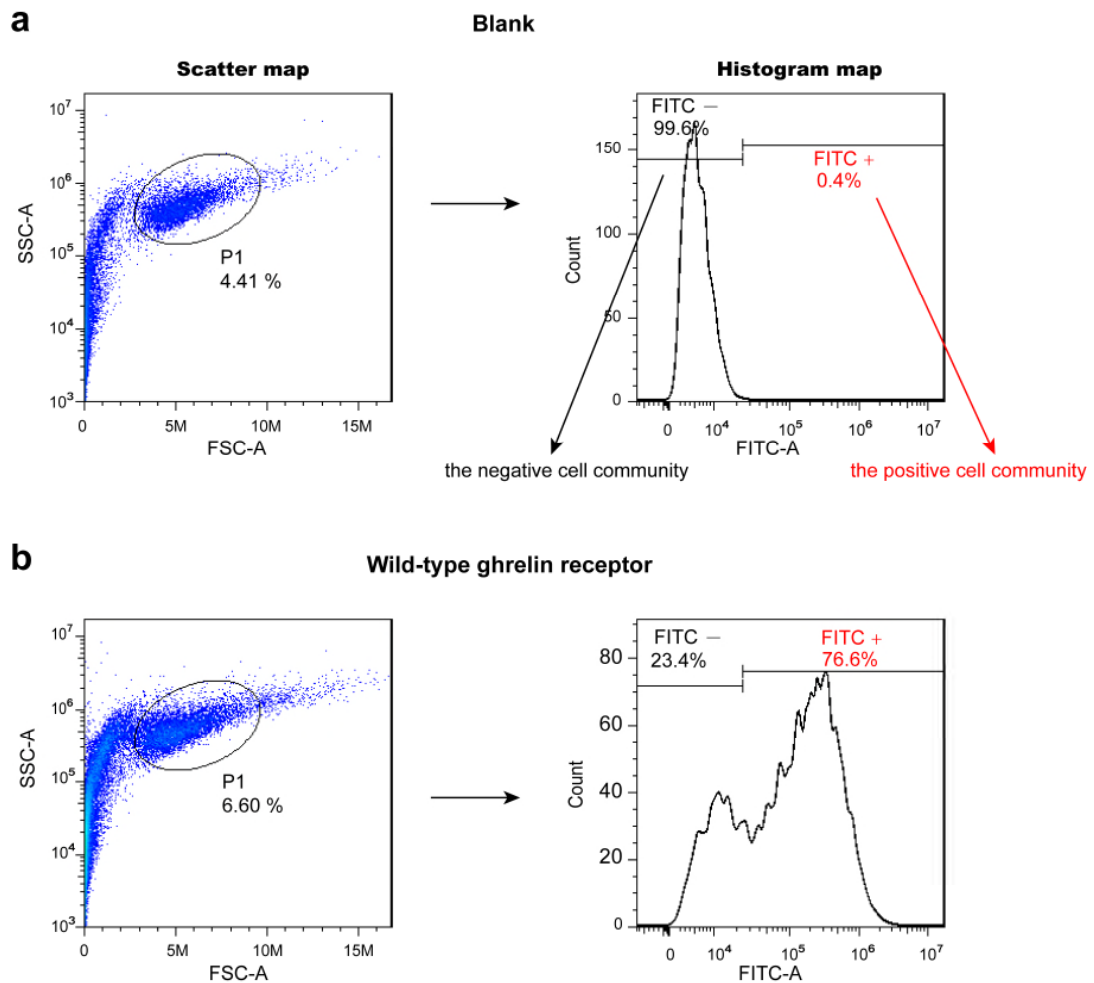 a
Blank
Scatter map
Histogram map
10⁷
10⁶
10⁵
10⁴
10³
SSC-A
P1
4.41 %
0
5M
10M
15M
FSC-A
FITC −
99.6%
FITC +
0.4%
150
100
50
0
Count
0
10⁴
10⁵
10⁶
10⁷
FITC-A
the negative cell community
the positive cell community
b
Wild-type ghrelin receptor
10⁷
10⁶
10⁵
10⁴
10³
SSC-A
P1
6.60 %
0
5M
10M
15M
FSC-A
FITC −
23.4%
FITC +
76.6%
80
60
40
20
0
Count
0
10⁴
10⁵
10⁶
10⁷
FITC-A